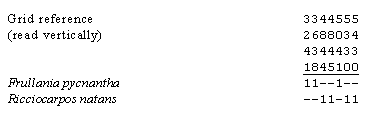 Grid reference 3344555
(read vertically) 2688034
4344433
1845100
Frullania pycnantha 11--1--
Ricciocarpos natans --11-11